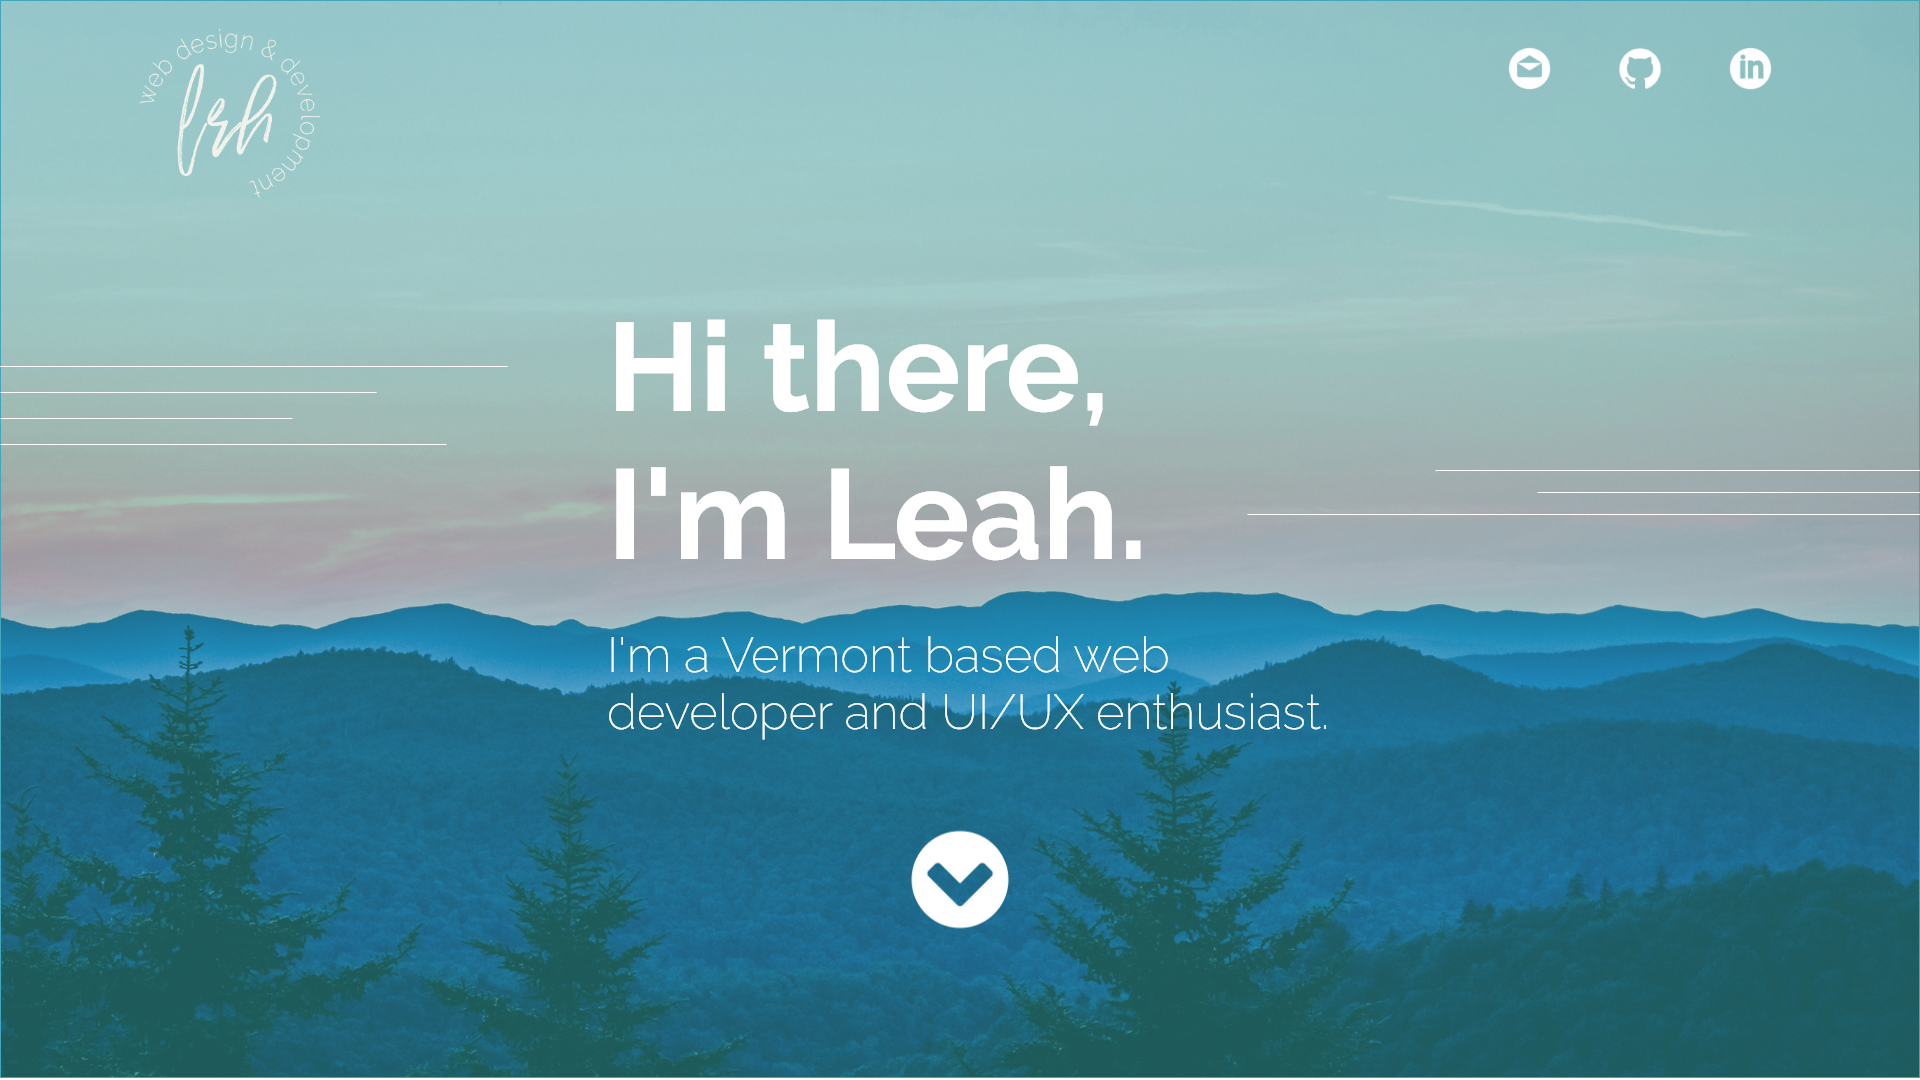 web design & development
lrh
in
Hi there,
I'm Leah.
I'm a Vermont based web
developer and UI/UX enthusiast.